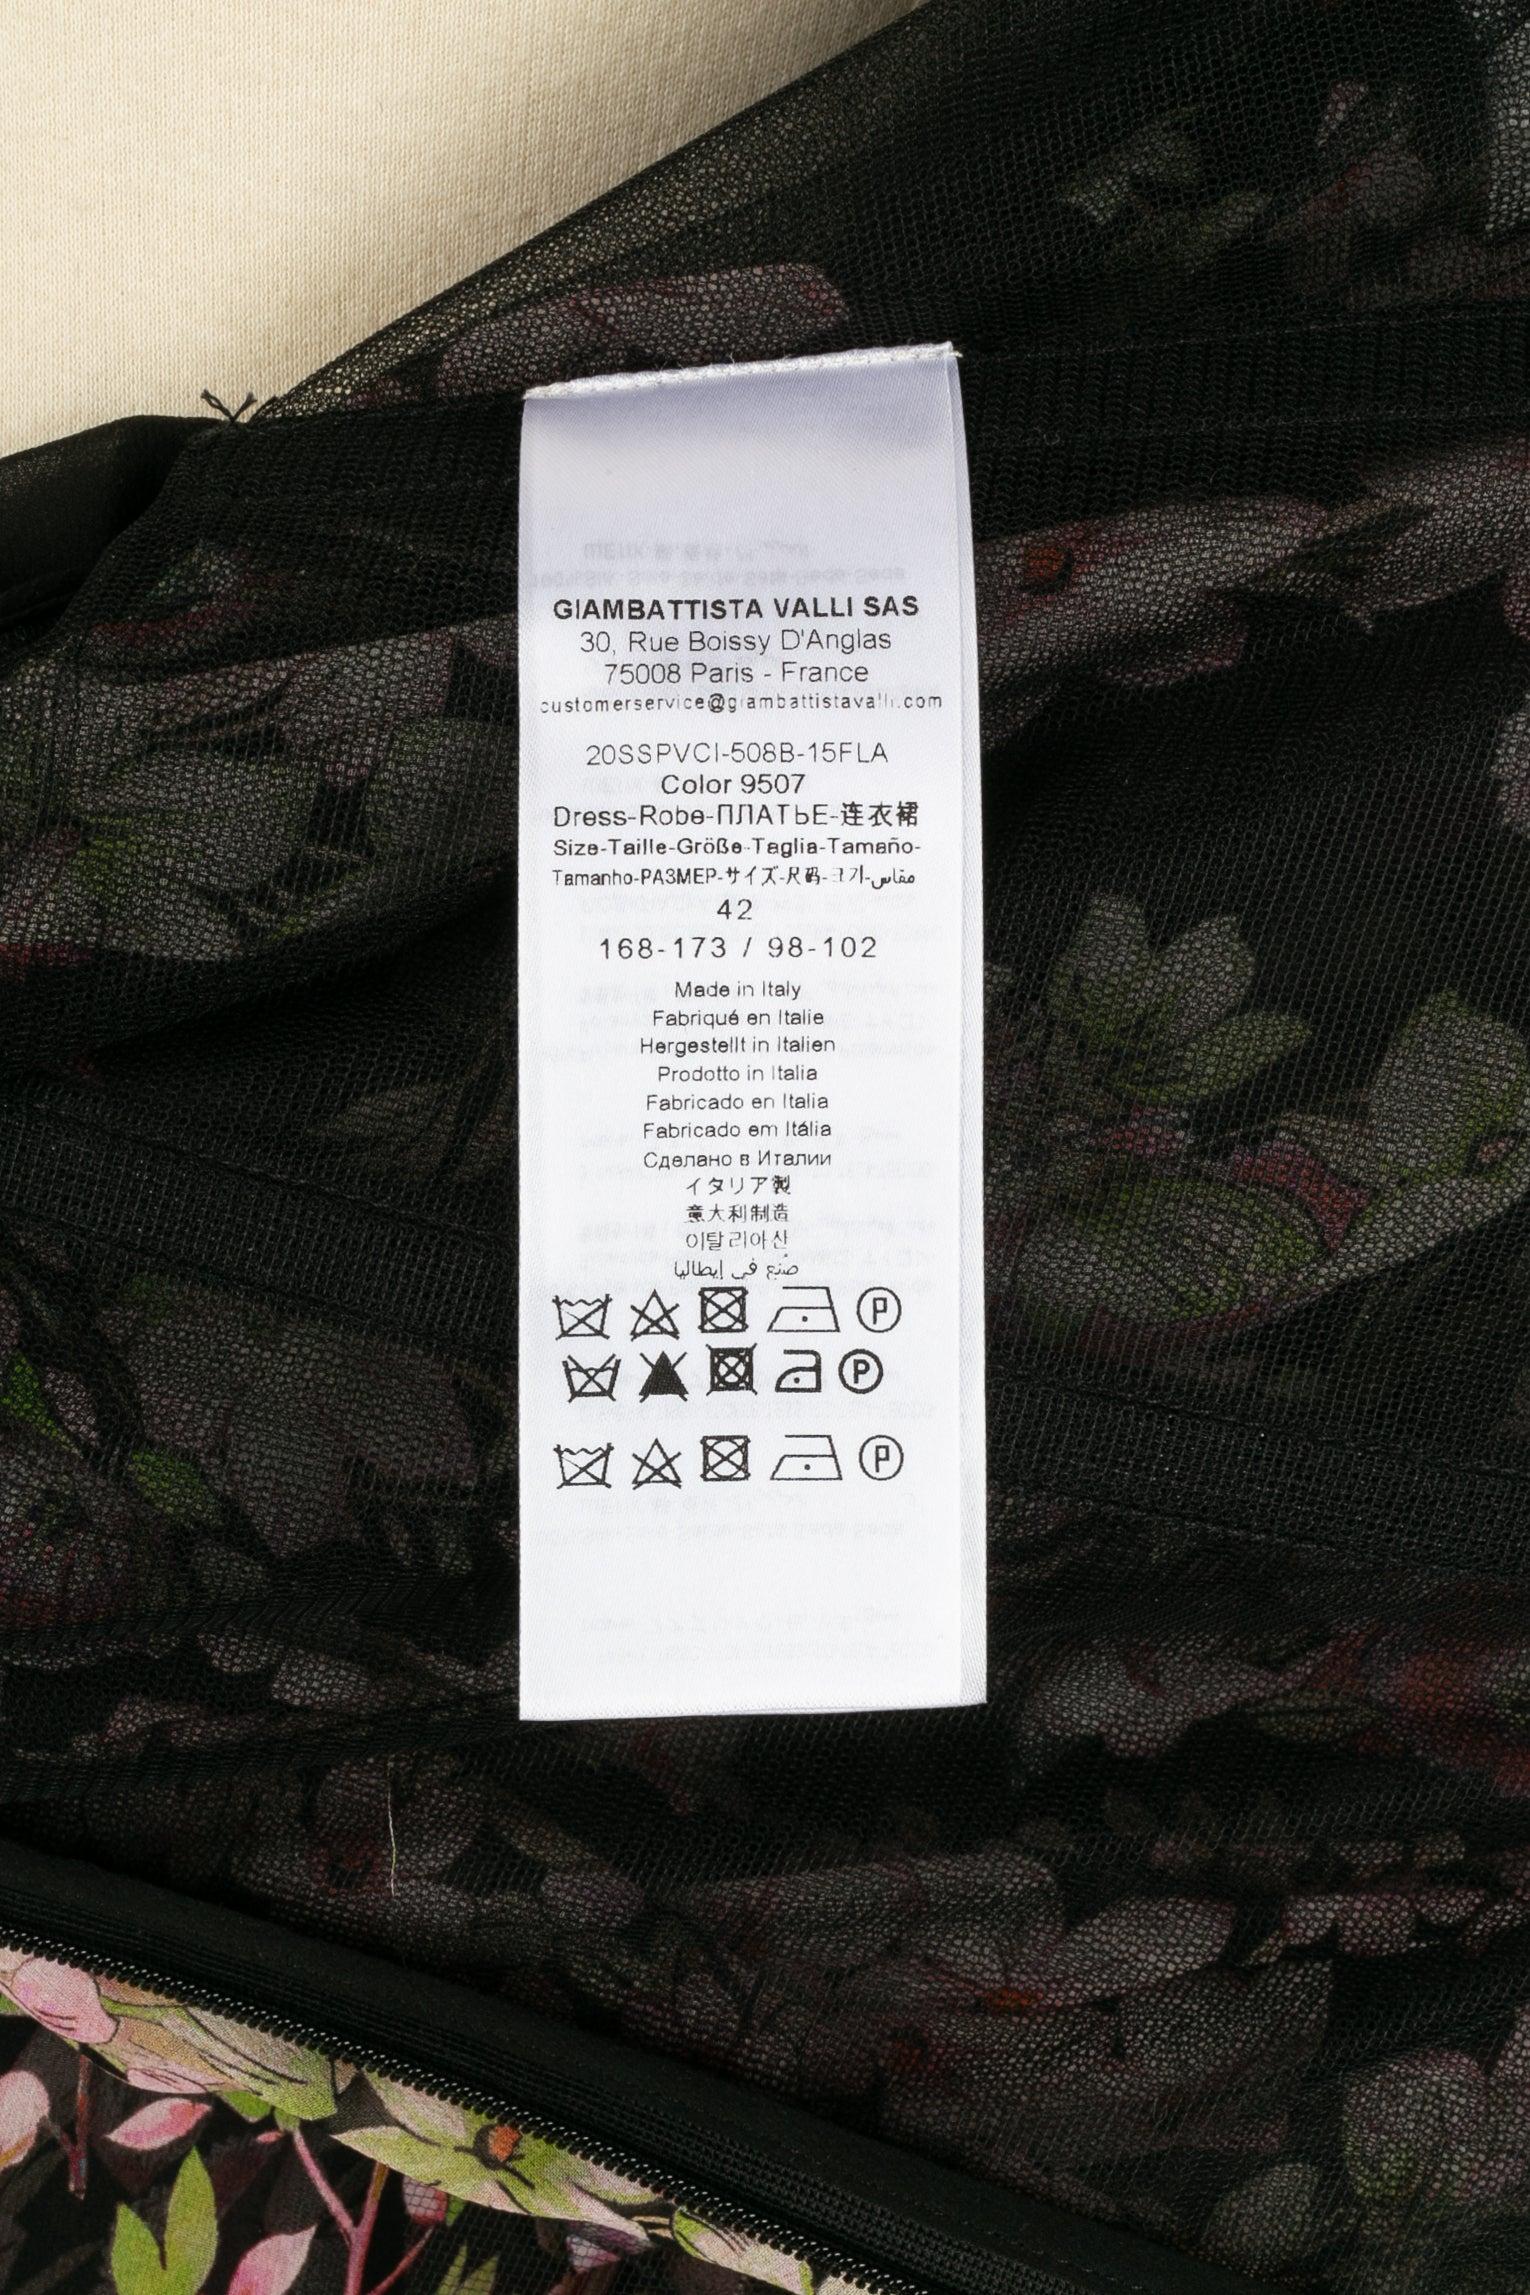 GIAMBATTISTA VALLI SAS
30, Rue Boissy D'Anglas
75008 Paris - France
customerservice@giambattistavalli.com
20SSPVCI-508B-15FLA
Color 9507
Dress-Robe-ПЛАТЬЕ-连衣裙
Size-Taille-Größe-Taglia-Tamaño-
Tamanho-РАЗМЕР-サイズ-尺码-크기-مقاس
42
168-173 / 98-102
Made in Italy
Fabriqué en Italie
Hergestellt in Italien
Prodotto in Italia
Fabricado en Italia
Fabricado em Itália
Сделано в Италии
イタリア製
意大利制造
이탈리아산
صُنع في إيطاليا
P
P
P